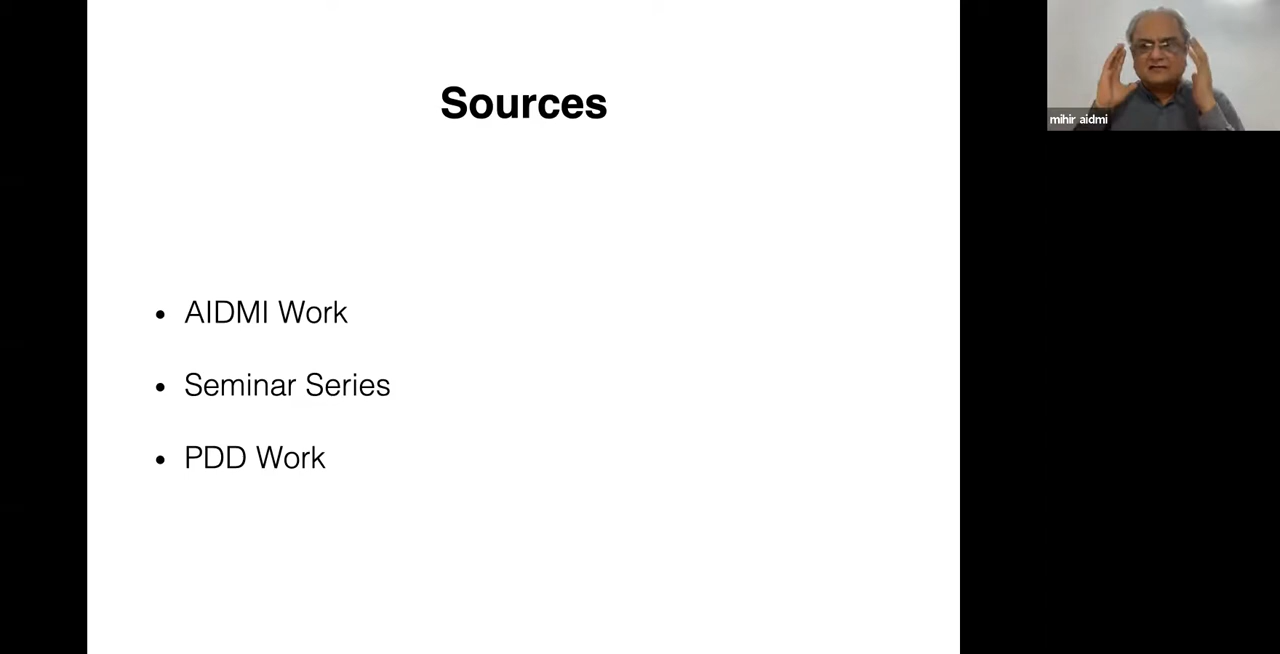 Sources
mihir aidmi
• AIDMI Work
• Seminar Series
• PDD Work